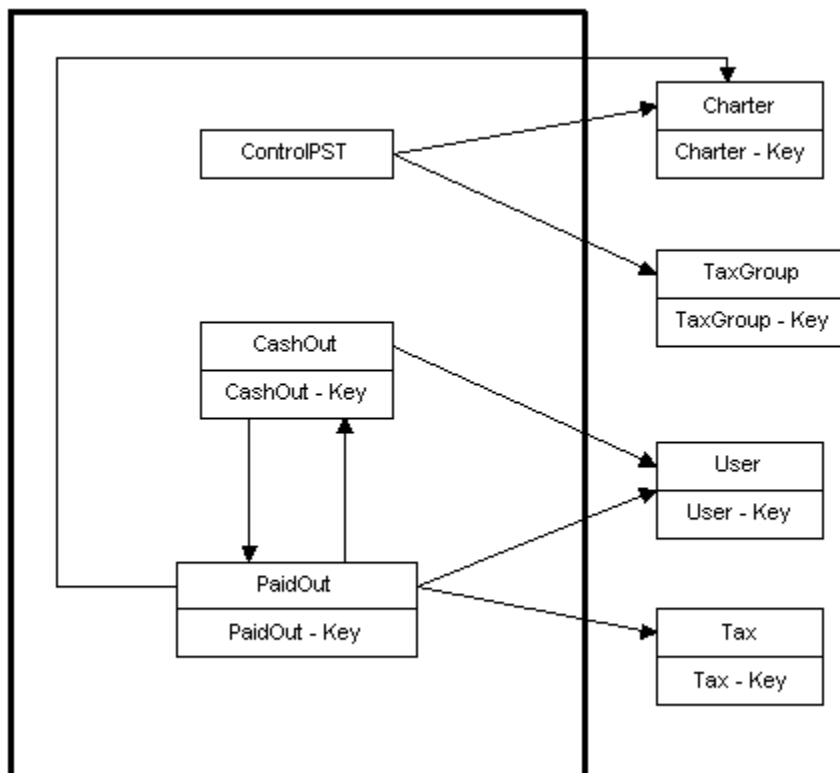 Charter
Charter - Key
ControlPST
TaxGroup
TaxGroup - Key
CashOut
CashOut - Key
User
User - Key
PaidOut
PaidOut - Key
Tax
Tax - Key